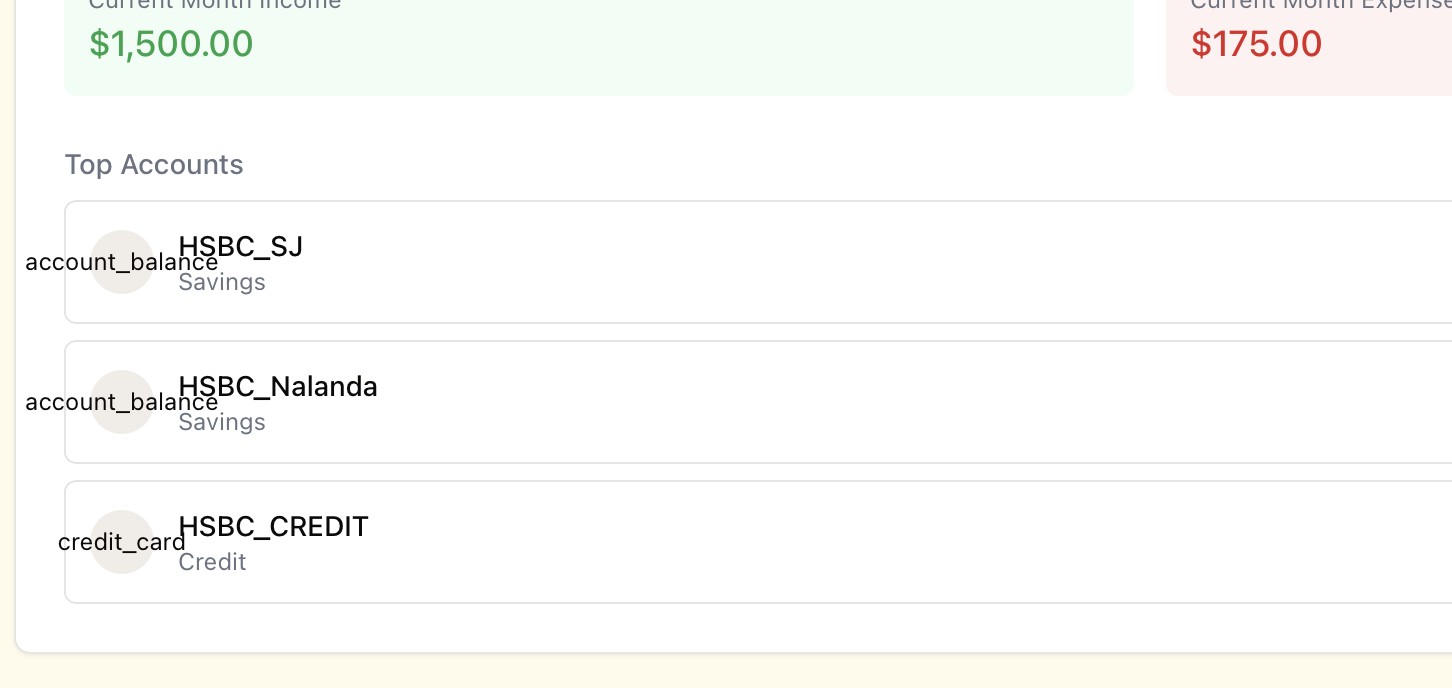 Current Month Income
$1,500.00
Current Month Expense
$175.00
Top Accounts
account_balance
HSBC_SJ
Savings
account_balance
HSBC_Nalanda
Savings
credit_card
HSBC_CREDIT
Credit